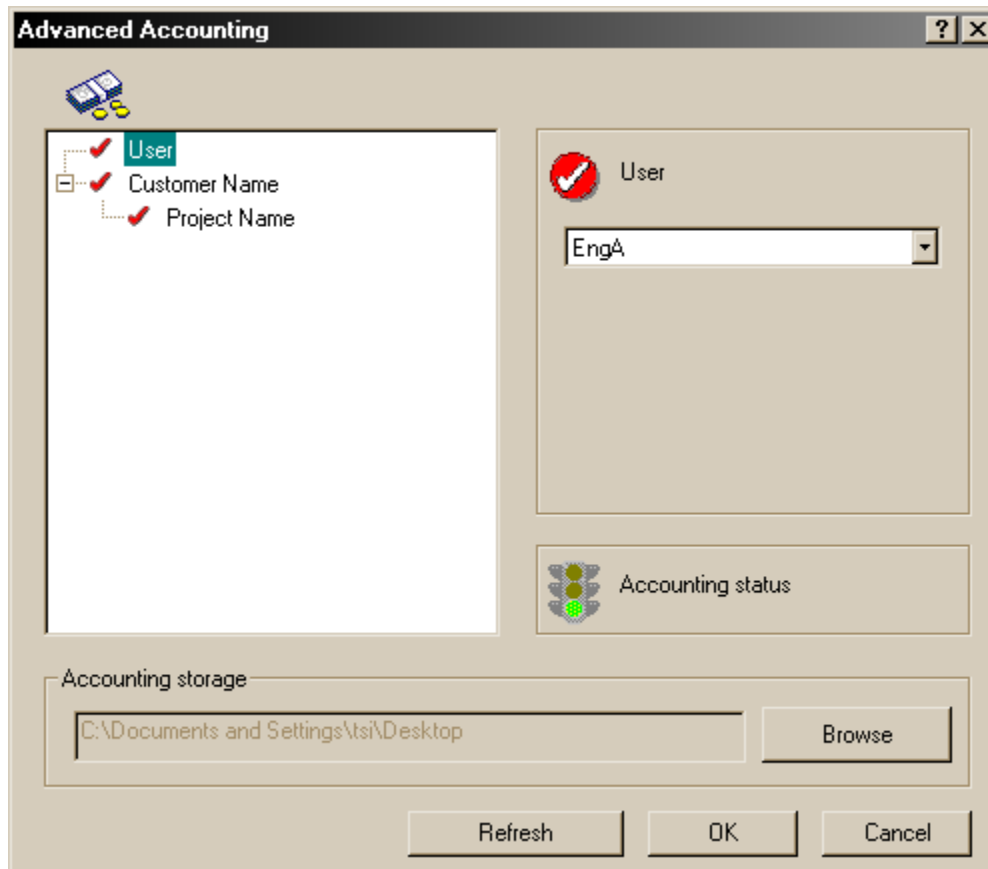 Advanced Accounting
User
Customer Name
Project Name
User
EngA
Accounting status
Accounting storage
C:\Documents and Settings\tsi\Desktop
Browse
Refresh
OK
Cancel